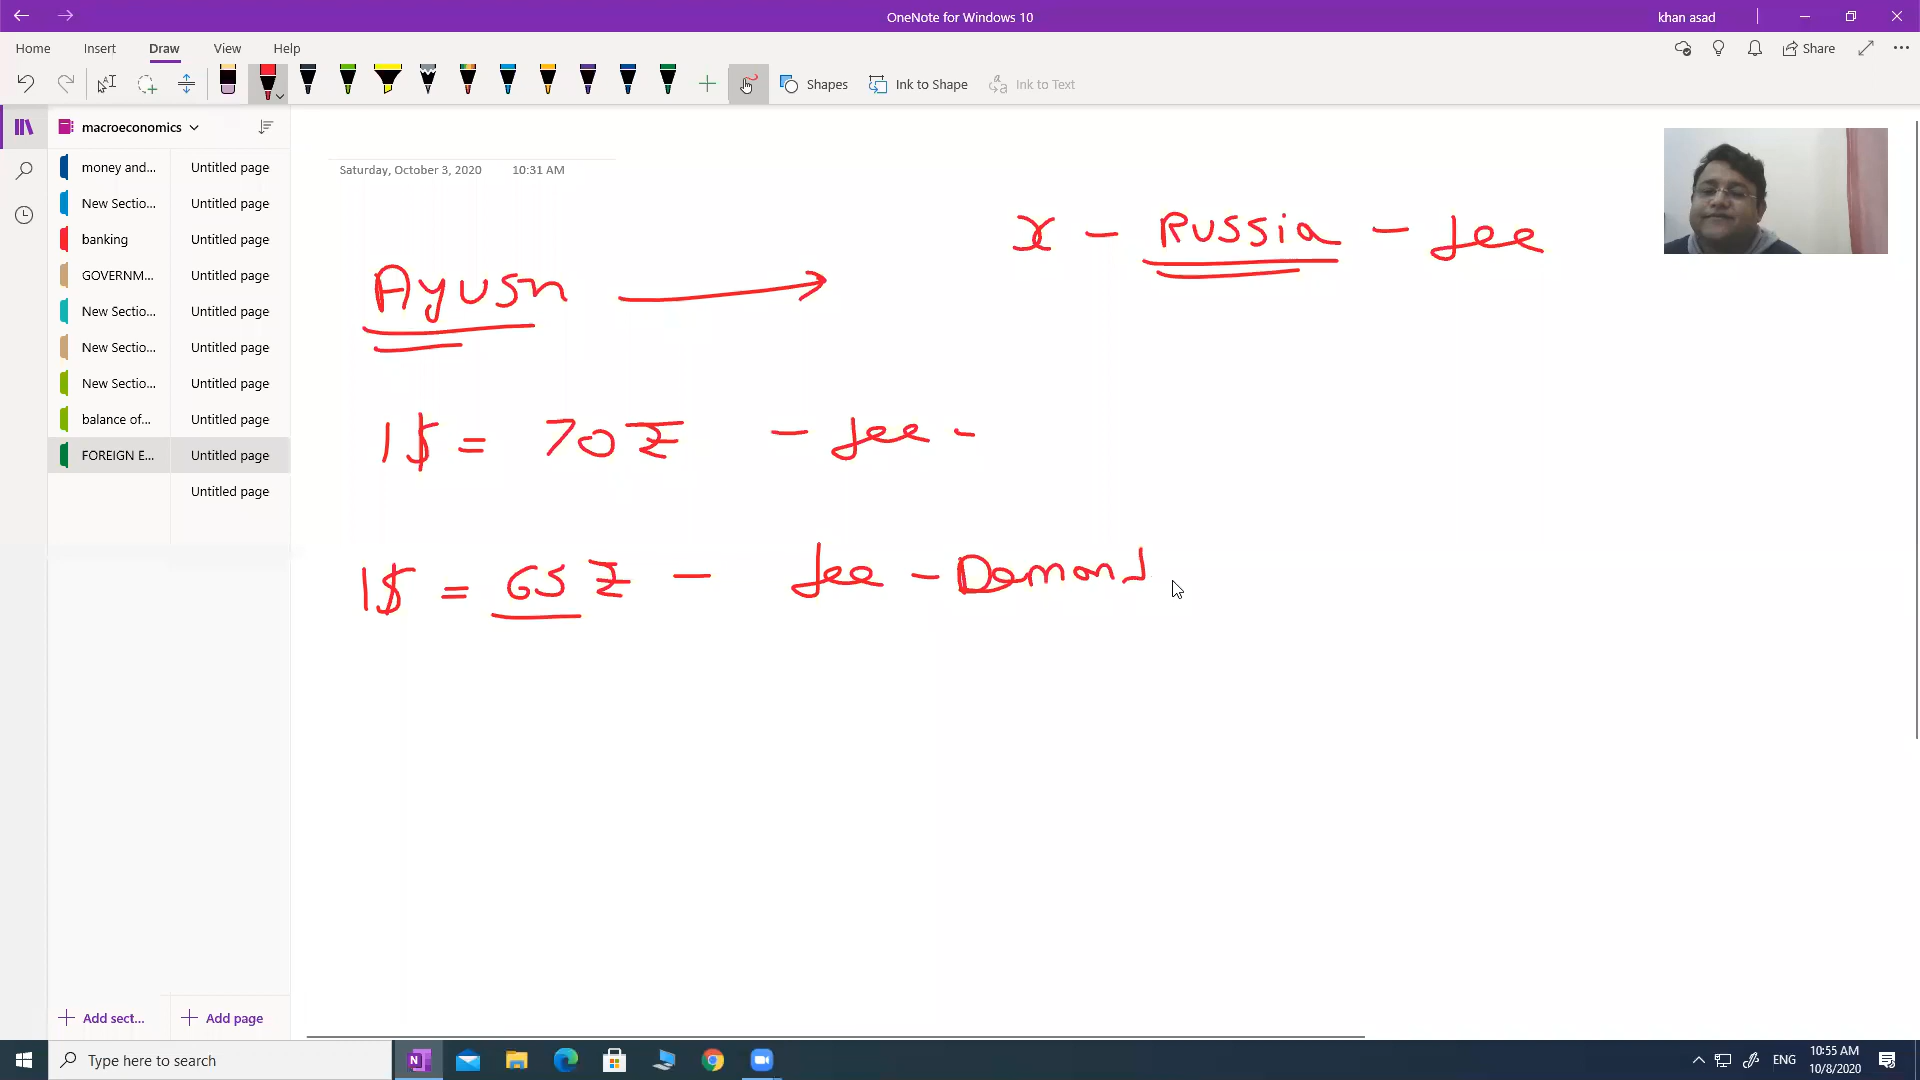 OneNote for Windows 10
khan asad
Home Insert Draw View Help
Share
Shapes Ink to Shape Ink to Text
macroeconomics
money and... Untitled page
New Sectio... Untitled page
banking Untitled page
GOVERNM... Untitled page
New Sectio... Untitled page
New Sectio... Untitled page
New Sectio... Untitled page
balance of... Untitled page
FOREIGN E... Untitled page
Untitled page
Saturday, October 3, 2020 10:31 AM
x - Russia - fee
Ayush
1$ = 70 ₹ - fee -
1$ = 65 ₹ - fee - Demand
Add sect... Add page
Type here to search
ENG
10:55 AM
10/8/2020